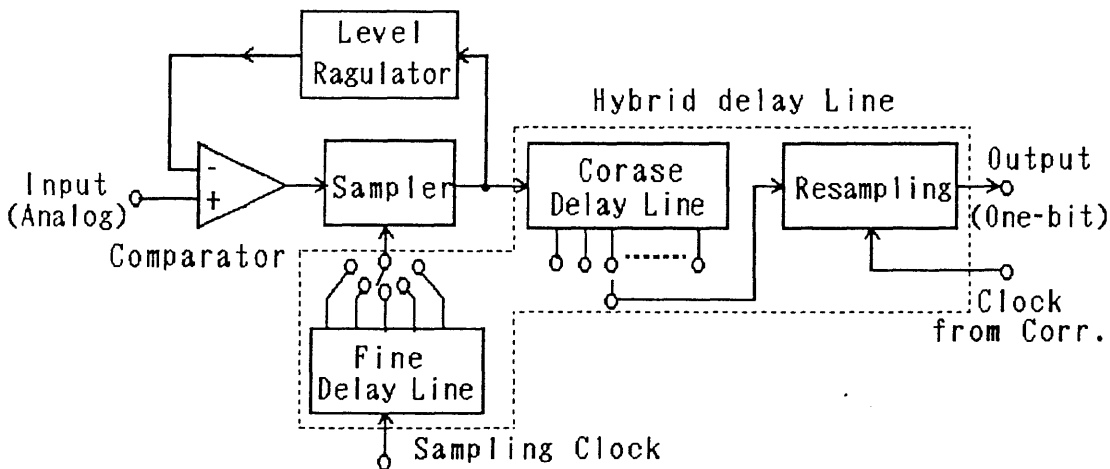 Level
Ragulator
Hybrid delay Line
-
+
Input
(Analog)
Comparator
Sampler
Corase
Delay Line
Resampling
Output
(One-bit)
Clock
from Corr.
Fine
Delay Line
Sampling Clock